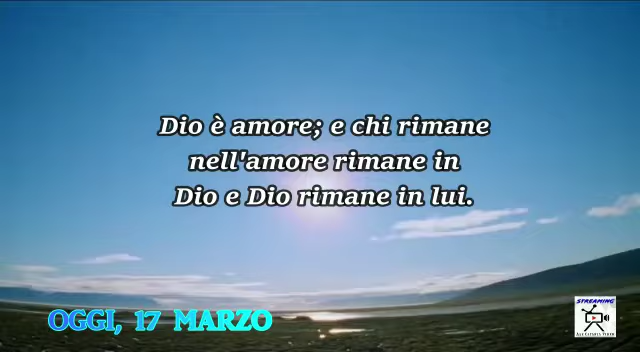 Dio è amore; e chi rimane
nell'amore rimane in
Dio e Dio rimane in lui.
OGGI, 17 MARZO
STREAMING